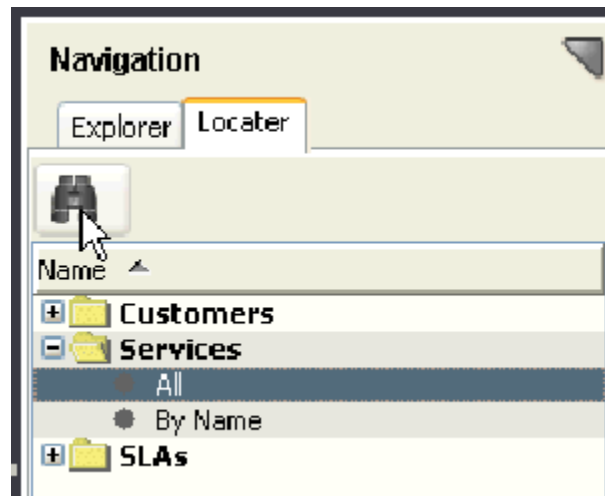 Navigation
Explorer Locater
Name
Customers
Services
All
By Name
SLAs